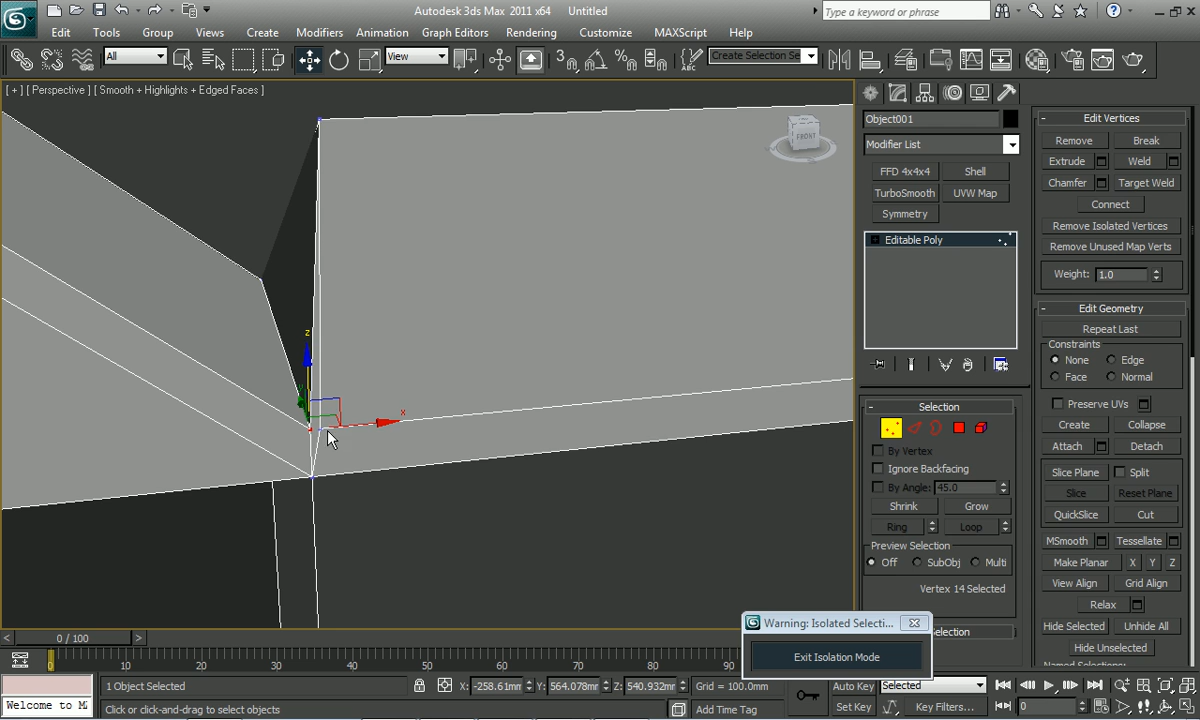 Autodesk 3ds Max 2011 x64 Untitled
Type a keyword or phrase
Edit Tools Group Views Create Modifiers Animation Graph Editors Rendering Customize MAXScript Help
All View Create Selection Se
[ + ] [ Perspective ] [ Smooth + Highlights + Edged Faces ]
FRONT
z
x
Object001
Modifier List
FFD 4x4x4 Shell
TurboSmooth UVW Map
Symmetry
Editable Poly
Selection
By Vertex
Ignore Backfacing
By Angle: 45.0
Shrink Grow
Ring Loop
Preview Selection
Off SubObj Multi
Vertex 14 Selected
election
Edit Vertices
Remove Break
Extrude Weld
Chamfer Target Weld
Connect
Remove Isolated Vertices
Remove Unused Map Verts
Weight: 1.0
Edit Geometry
Repeat Last
Constraints
None Edge
Face Normal
Preserve UVs
Create Collapse
Attach Detach
Slice Plane Split
Slice Reset Plane
QuickSlice Cut
MSmooth Tessellate
Make Planar X Y Z
View Align Grid Align
Relax
Hide Selected Unhide All
Hide Unselected
Named Selections:
Warning: Isolated Selecti...
Exit Isolation Mode
0 / 100
0 10 20 30 40 50 60 70 80 90
1 Object Selected X: -258.61mm Y: 564.078mm Z: 540.932mm Grid = 100.0mm Auto Key Selected
Welcome to M Click or click-and-drag to select objects Add Time Tag Set Key Key Filters... 0